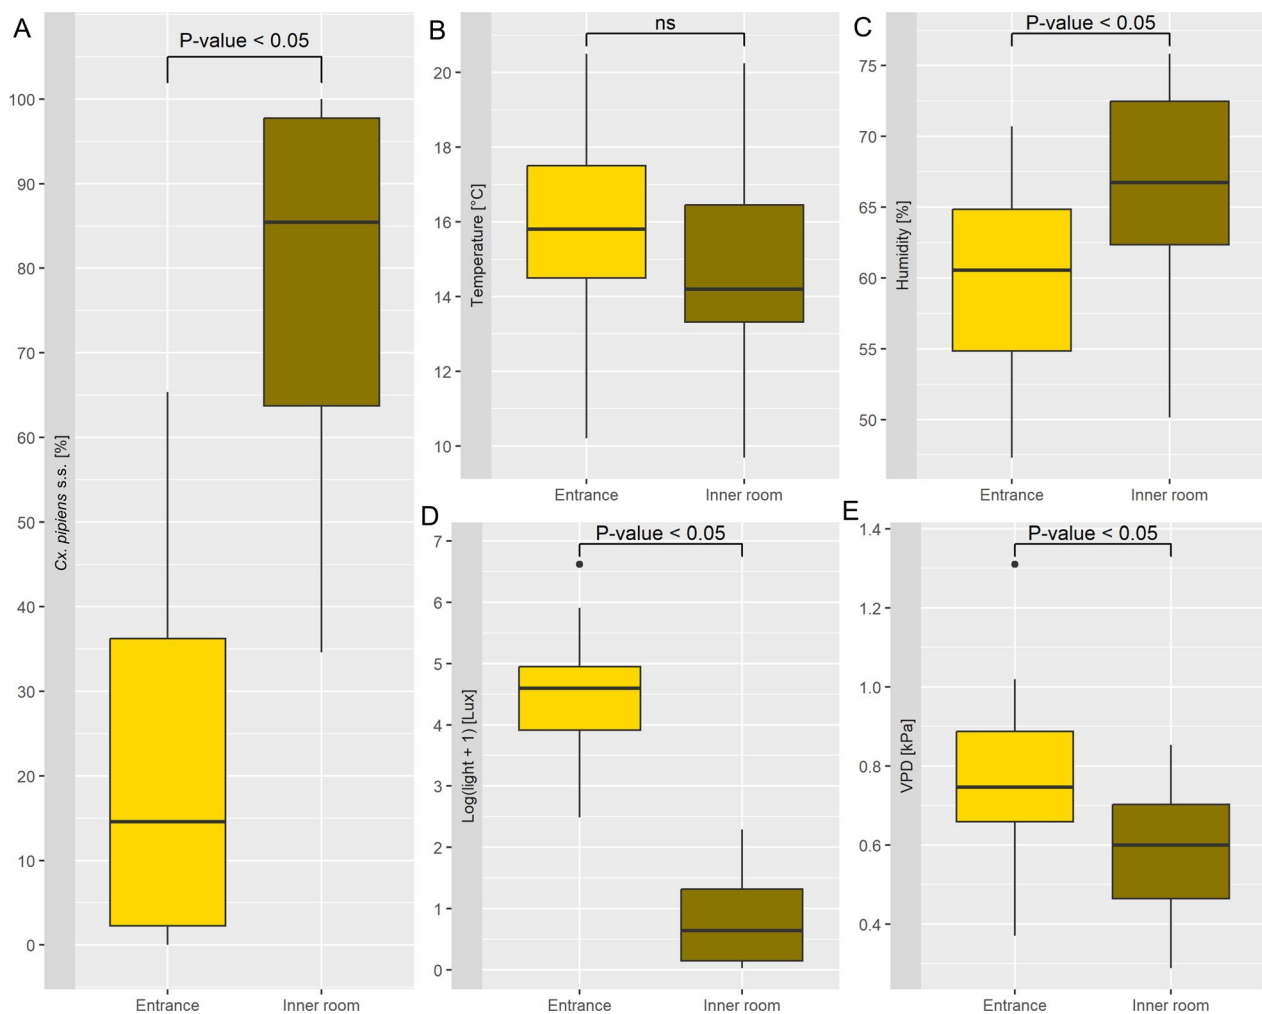 A
P-value < 0.05
Cx. pipiens s.s. [%]
100
90
80
70
60
50
40
30
20
10
0
Entrance
Inner room
B
ns
Temperature [°C]
20
18
16
14
12
10
Entrance
Inner room
C
P-value < 0.05
Humidity [%]
75
70
65
60
55
50
Entrance
Inner room
D
P-value < 0.05
Log(light + 1) [Lux]
7
6
5
4
3
2
1
0
Entrance
Inner room
E
P-value < 0.05
VPD [kPa]
1.4
1.2
1.0
0.8
0.6
0.4
Entrance
Inner room